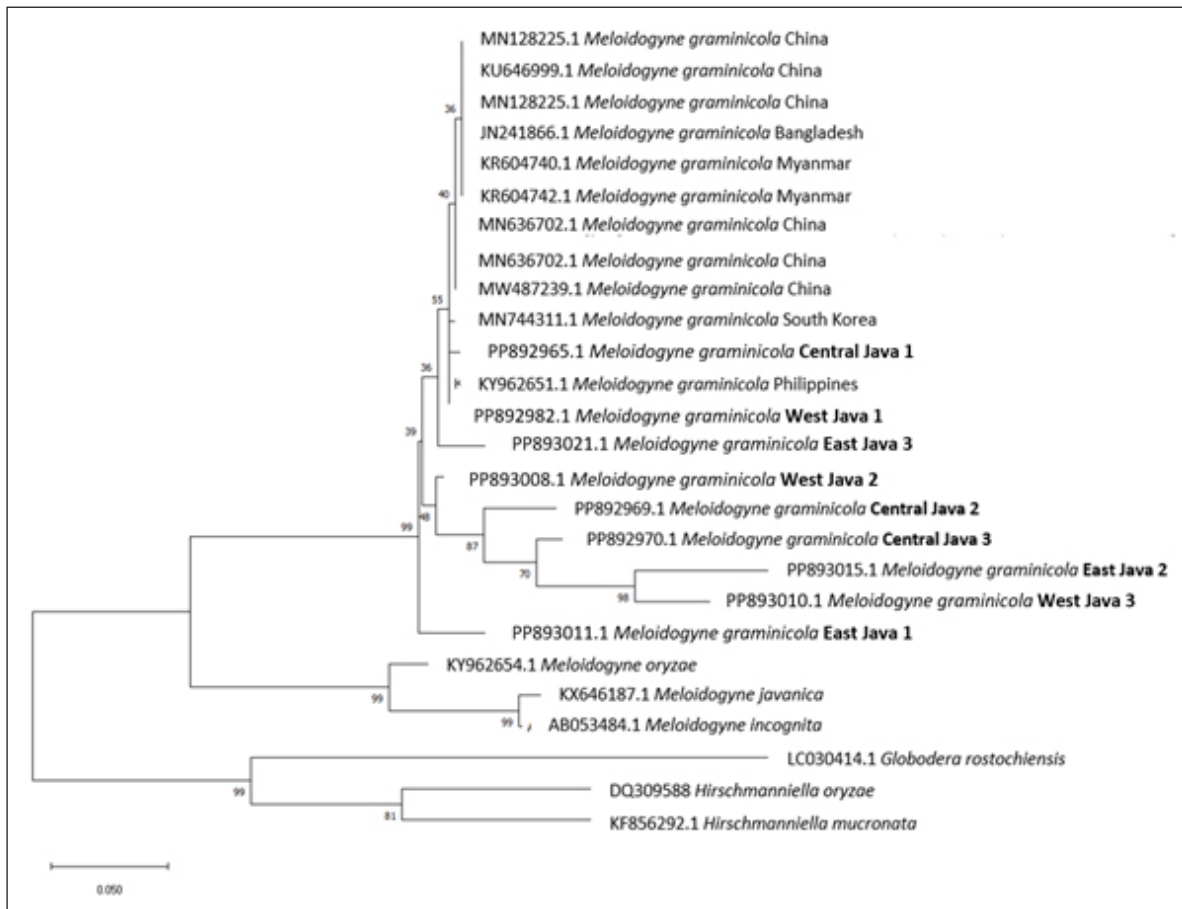 MN128225.1 Meloidogyne graminicola China
KU646999.1 Meloidogyne graminicola China
36
MN128225.1 Meloidogyne graminicola China
JN241866.1 Meloidogyne graminicola Bangladesh
KR604740.1 Meloidogyne graminicola Myanmar
40
KR604742.1 Meloidogyne graminicola Myanmar
MN636702.1 Meloidogyne graminicola China
MN636702.1 Meloidogyne graminicola China
MW487239.1 Meloidogyne graminicola China
55
MN744311.1 Meloidogyne graminicola South Korea
PP892965.1 Meloidogyne graminicola Central Java 1
36
KY962651.1 Meloidogyne graminicola Philippines
PP892982.1 Meloidogyne graminicola West Java 1
39
PP893021.1 Meloidogyne graminicola East Java 3
PP893008.1 Meloidogyne graminicola West Java 2
PP892969.1 Meloidogyne graminicola Central Java 2
48
99
PP892970.1 Meloidogyne graminicola Central Java 3
87
PP893015.1 Meloidogyne graminicola East Java 2
70
PP893010.1 Meloidogyne graminicola West Java 3
98
PP893011.1 Meloidogyne graminicola East Java 1
KY962654.1 Meloidogyne oryzae
KX646187.1 Meloidogyne javanica
99
AB053484.1 Meloidogyne incognita
99
LC030414.1 Globodera rostochiensis
DQ309588 Hirschmanniella oryzae
99
KF856292.1 Hirschmanniella mucronata
81
0.050